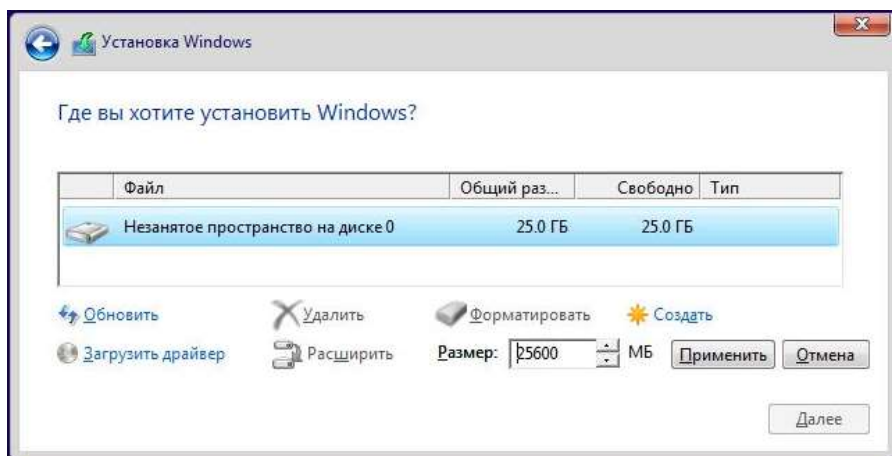 Установка Windows
Где вы хотите установить Windows?
Файл Общий раз... Свободно Тип
Незанятое пространство на диске 0 25.0 ГБ 25.0 ГБ
Обновить Удалить Форматировать Создать
Загрузить драйвер Расширить Размер: 25600 МБ Применить Отмена
Далее